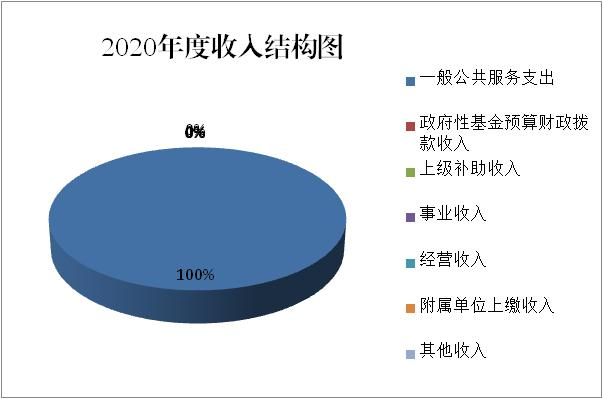 2020年度收入结构图
0%
100%
一般公共服务支出
政府性基金预算财政拨
款收入
上级补助收入
事业收入
经营收入
附属单位上缴收入
其他收入